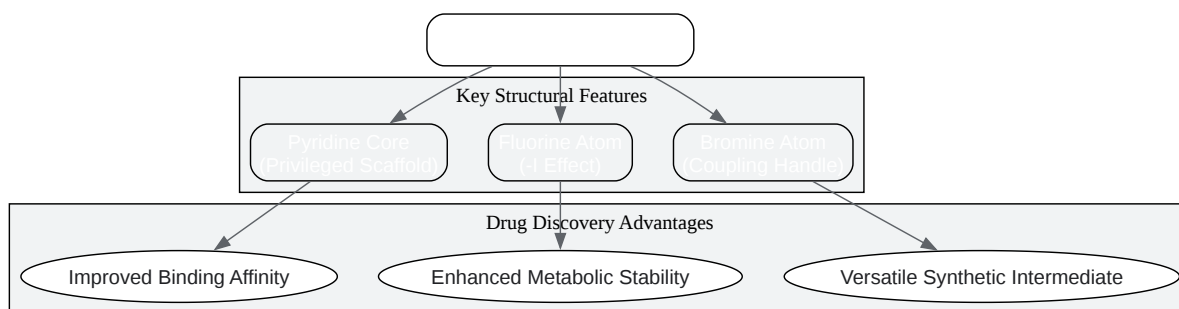 Key Structural Features
Pyridine Core
(Privileged Scaffold)
Fluorine Atom
(-I Effect)
Bromine Atom
(Coupling Handle)
Drug Discovery Advantages
Improved Binding Affinity
Enhanced Metabolic Stability
Versatile Synthetic Intermediate